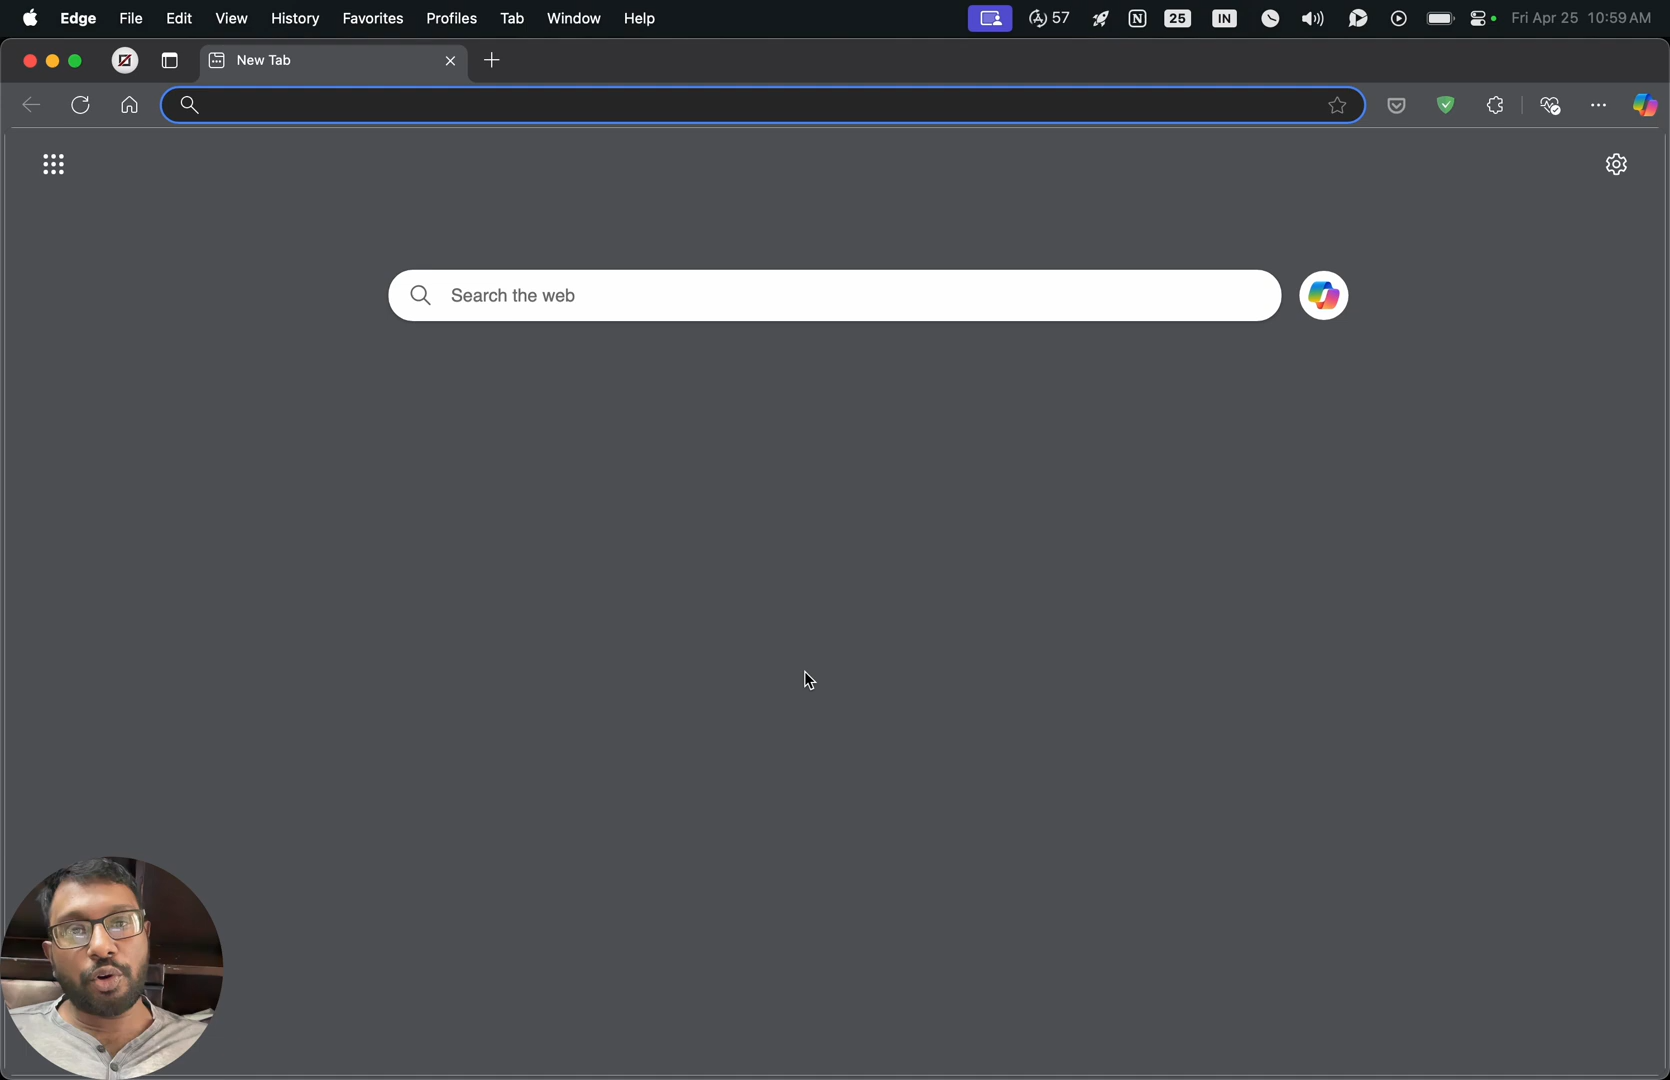 Edge File Edit View History Favorites Profiles Tab Window Help 57 N 25 IN Fri Apr 25 10:59 AM
New Tab
Search the web